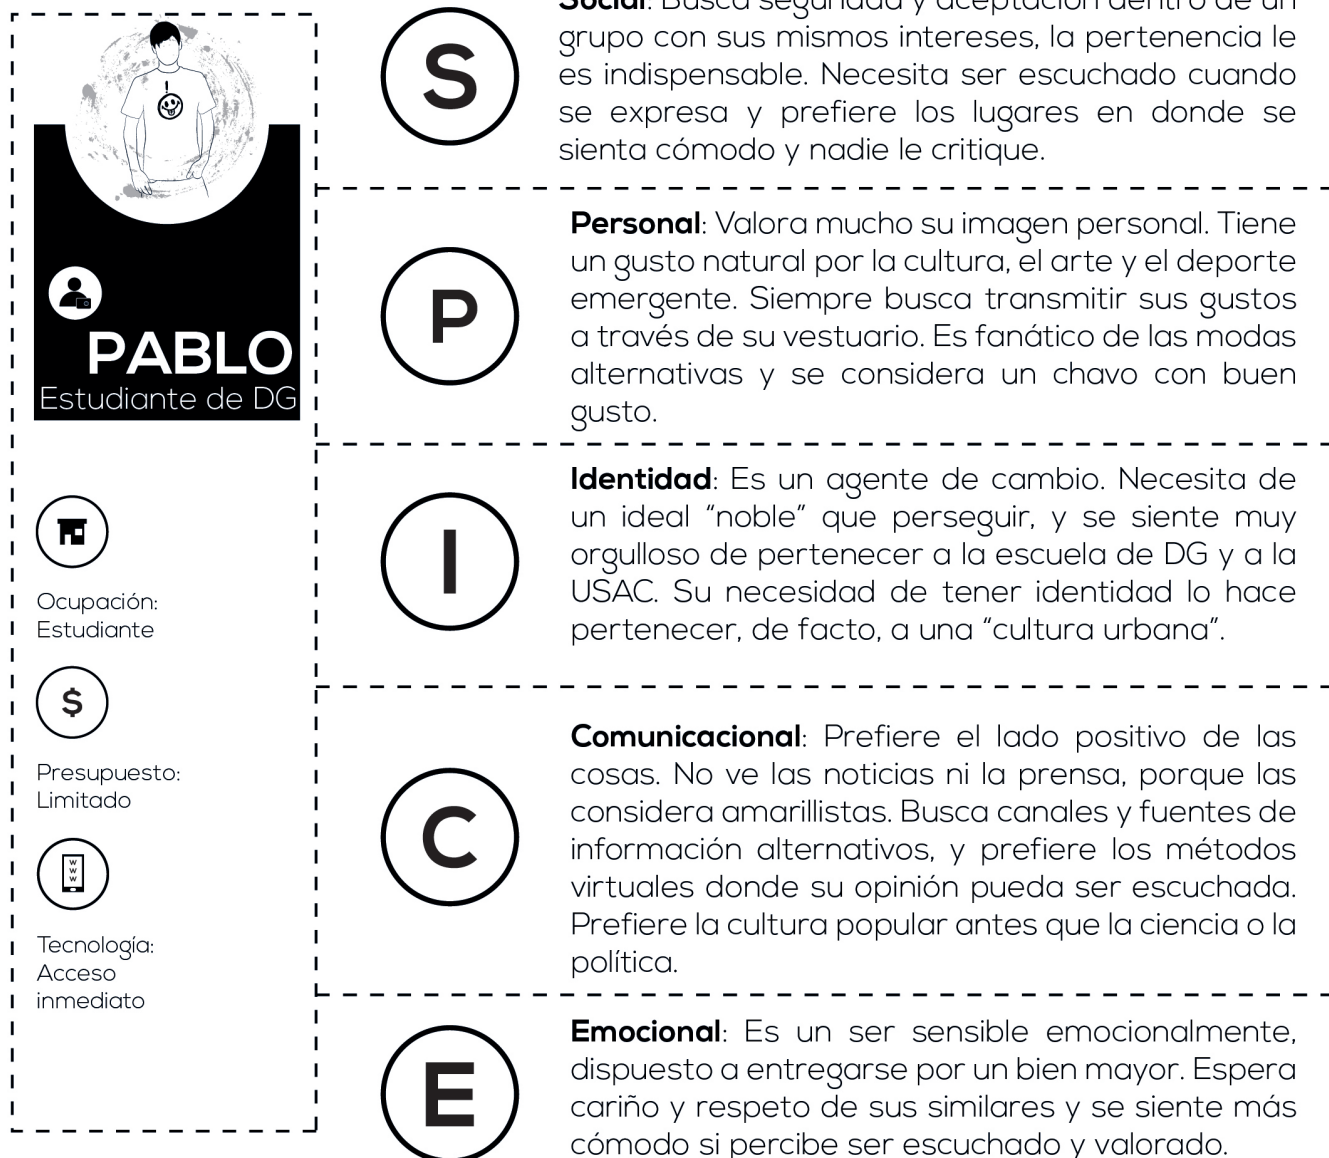 PABLO
Estudiante de DG
Ocupación:
Estudiante
$
Presupuesto:
Limitado
W
W
W
Tecnología:
Acceso
inmediato
S
Social: Busca seguridad y aceptación dentro de un
grupo con sus mismos intereses, la pertenencia le
es indispensable. Necesita ser escuchado cuando
se expresa y prefiere los lugares en donde se
sienta cómodo y nadie le critique.
P
Personal: Valora mucho su imagen personal. Tiene
un gusto natural por la cultura, el arte y el deporte
emergente. Siempre busca transmitir sus gustos
a través de su vestuario. Es fanático de las modas
alternativas y se considera un chavo con buen
gusto.
I
Identidad: Es un agente de cambio. Necesita de
un ideal “noble” que perseguir, y se siente muy
orgulloso de pertenecer a la escuela de DG y a la
USAC. Su necesidad de tener identidad lo hace
pertenecer, de facto, a una “cultura urbana”.
C
Comunicacional: Prefiere el lado positivo de las
cosas. No ve las noticias ni la prensa, porque las
considera amarillistas. Busca canales y fuentes de
información alternativos, y prefiere los métodos
virtuales donde su opinión pueda ser escuchada.
Prefiere la cultura popular antes que la ciencia o la
política.
E
Emocional: Es un ser sensible emocionalmente,
dispuesto a entregarse por un bien mayor. Espera
cariño y respeto de sus similares y se siente más
cómodo si percibe ser escuchado y valorado.